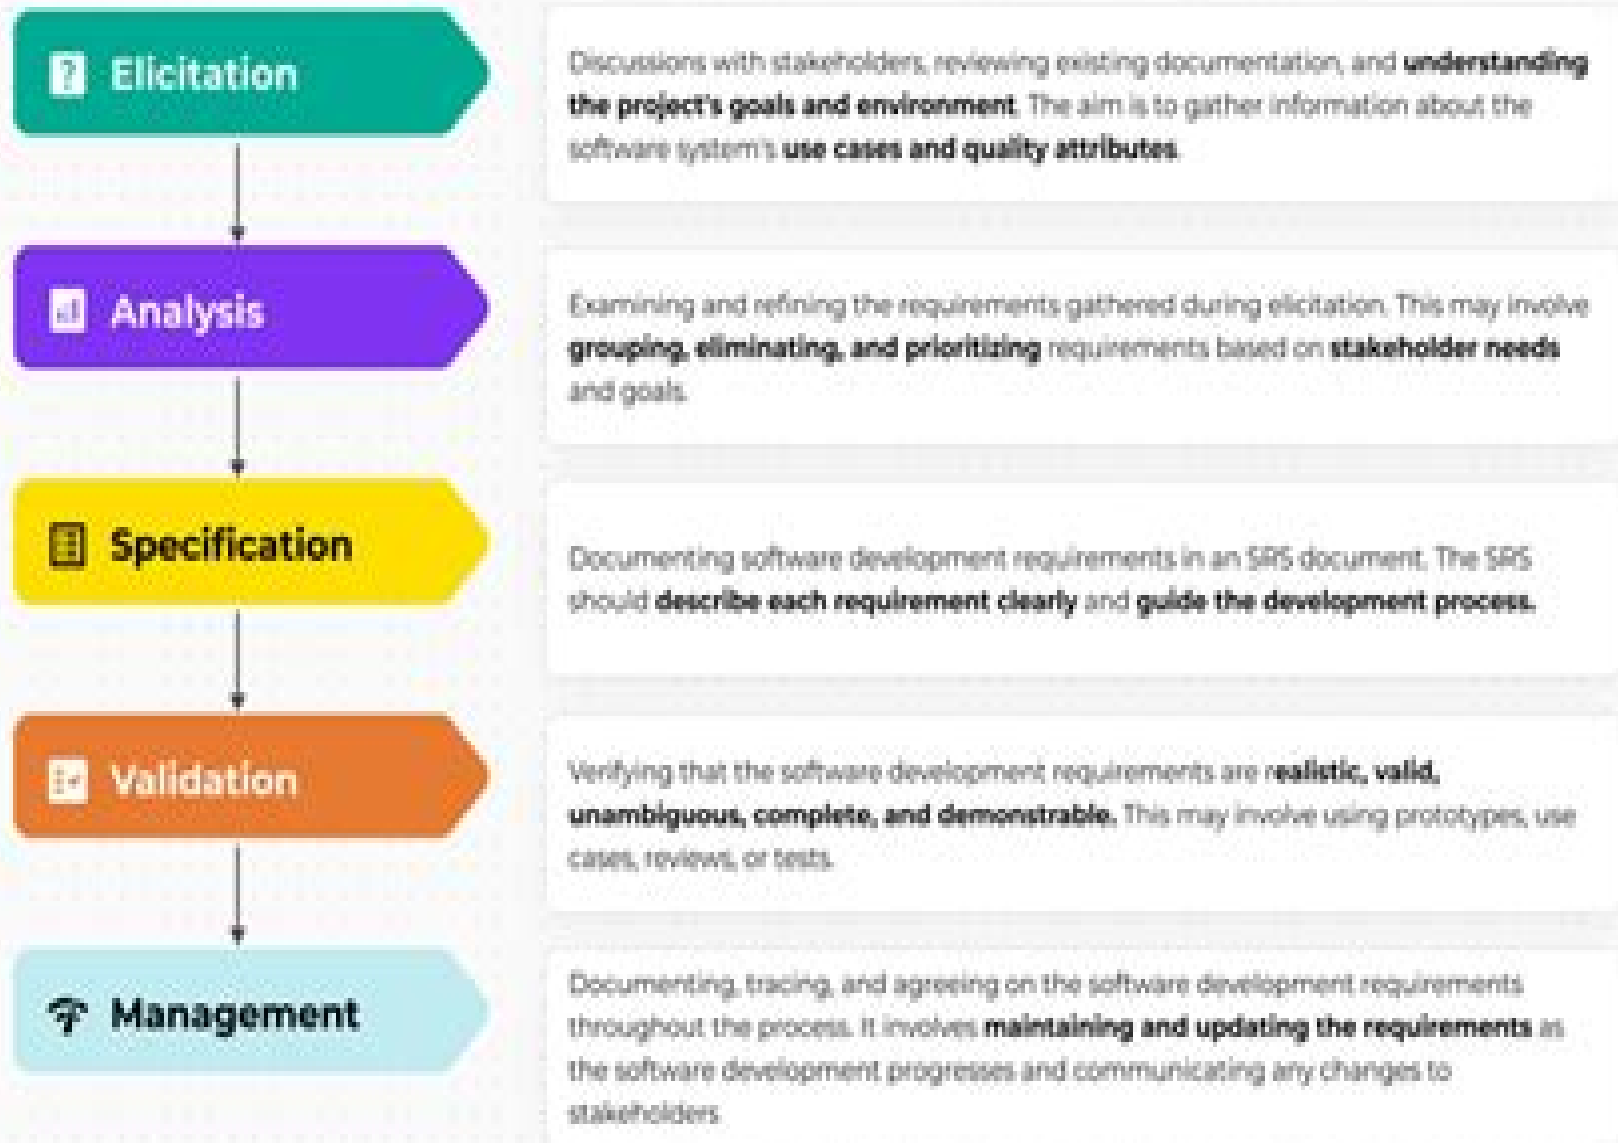 Elicitation
Discussions with stakeholders, reviewing existing documentation, and understanding
the project's goals and environment. The aim is to gather information about the
software system's use cases and quality attributes.
Analysis
Examining and refining the requirements gathered during elicitation. This may involve
grouping, eliminating, and prioritizing requirements based on stakeholder needs
and goals.
Specification
Documenting software development requirements in an SRS document. The SRS
should describe each requirement clearly and guide the development process.
Validation
Verifying that the software development requirements are realistic, valid,
unambiguous, complete, and demonstrable. This may involve using prototypes, use
cases, reviews, or tests.
Management
Documenting, tracing, and agreeing on the software development requirements
throughout the process. It involves maintaining and updating the requirements as
the software development progresses and communicating any changes to
stakeholders